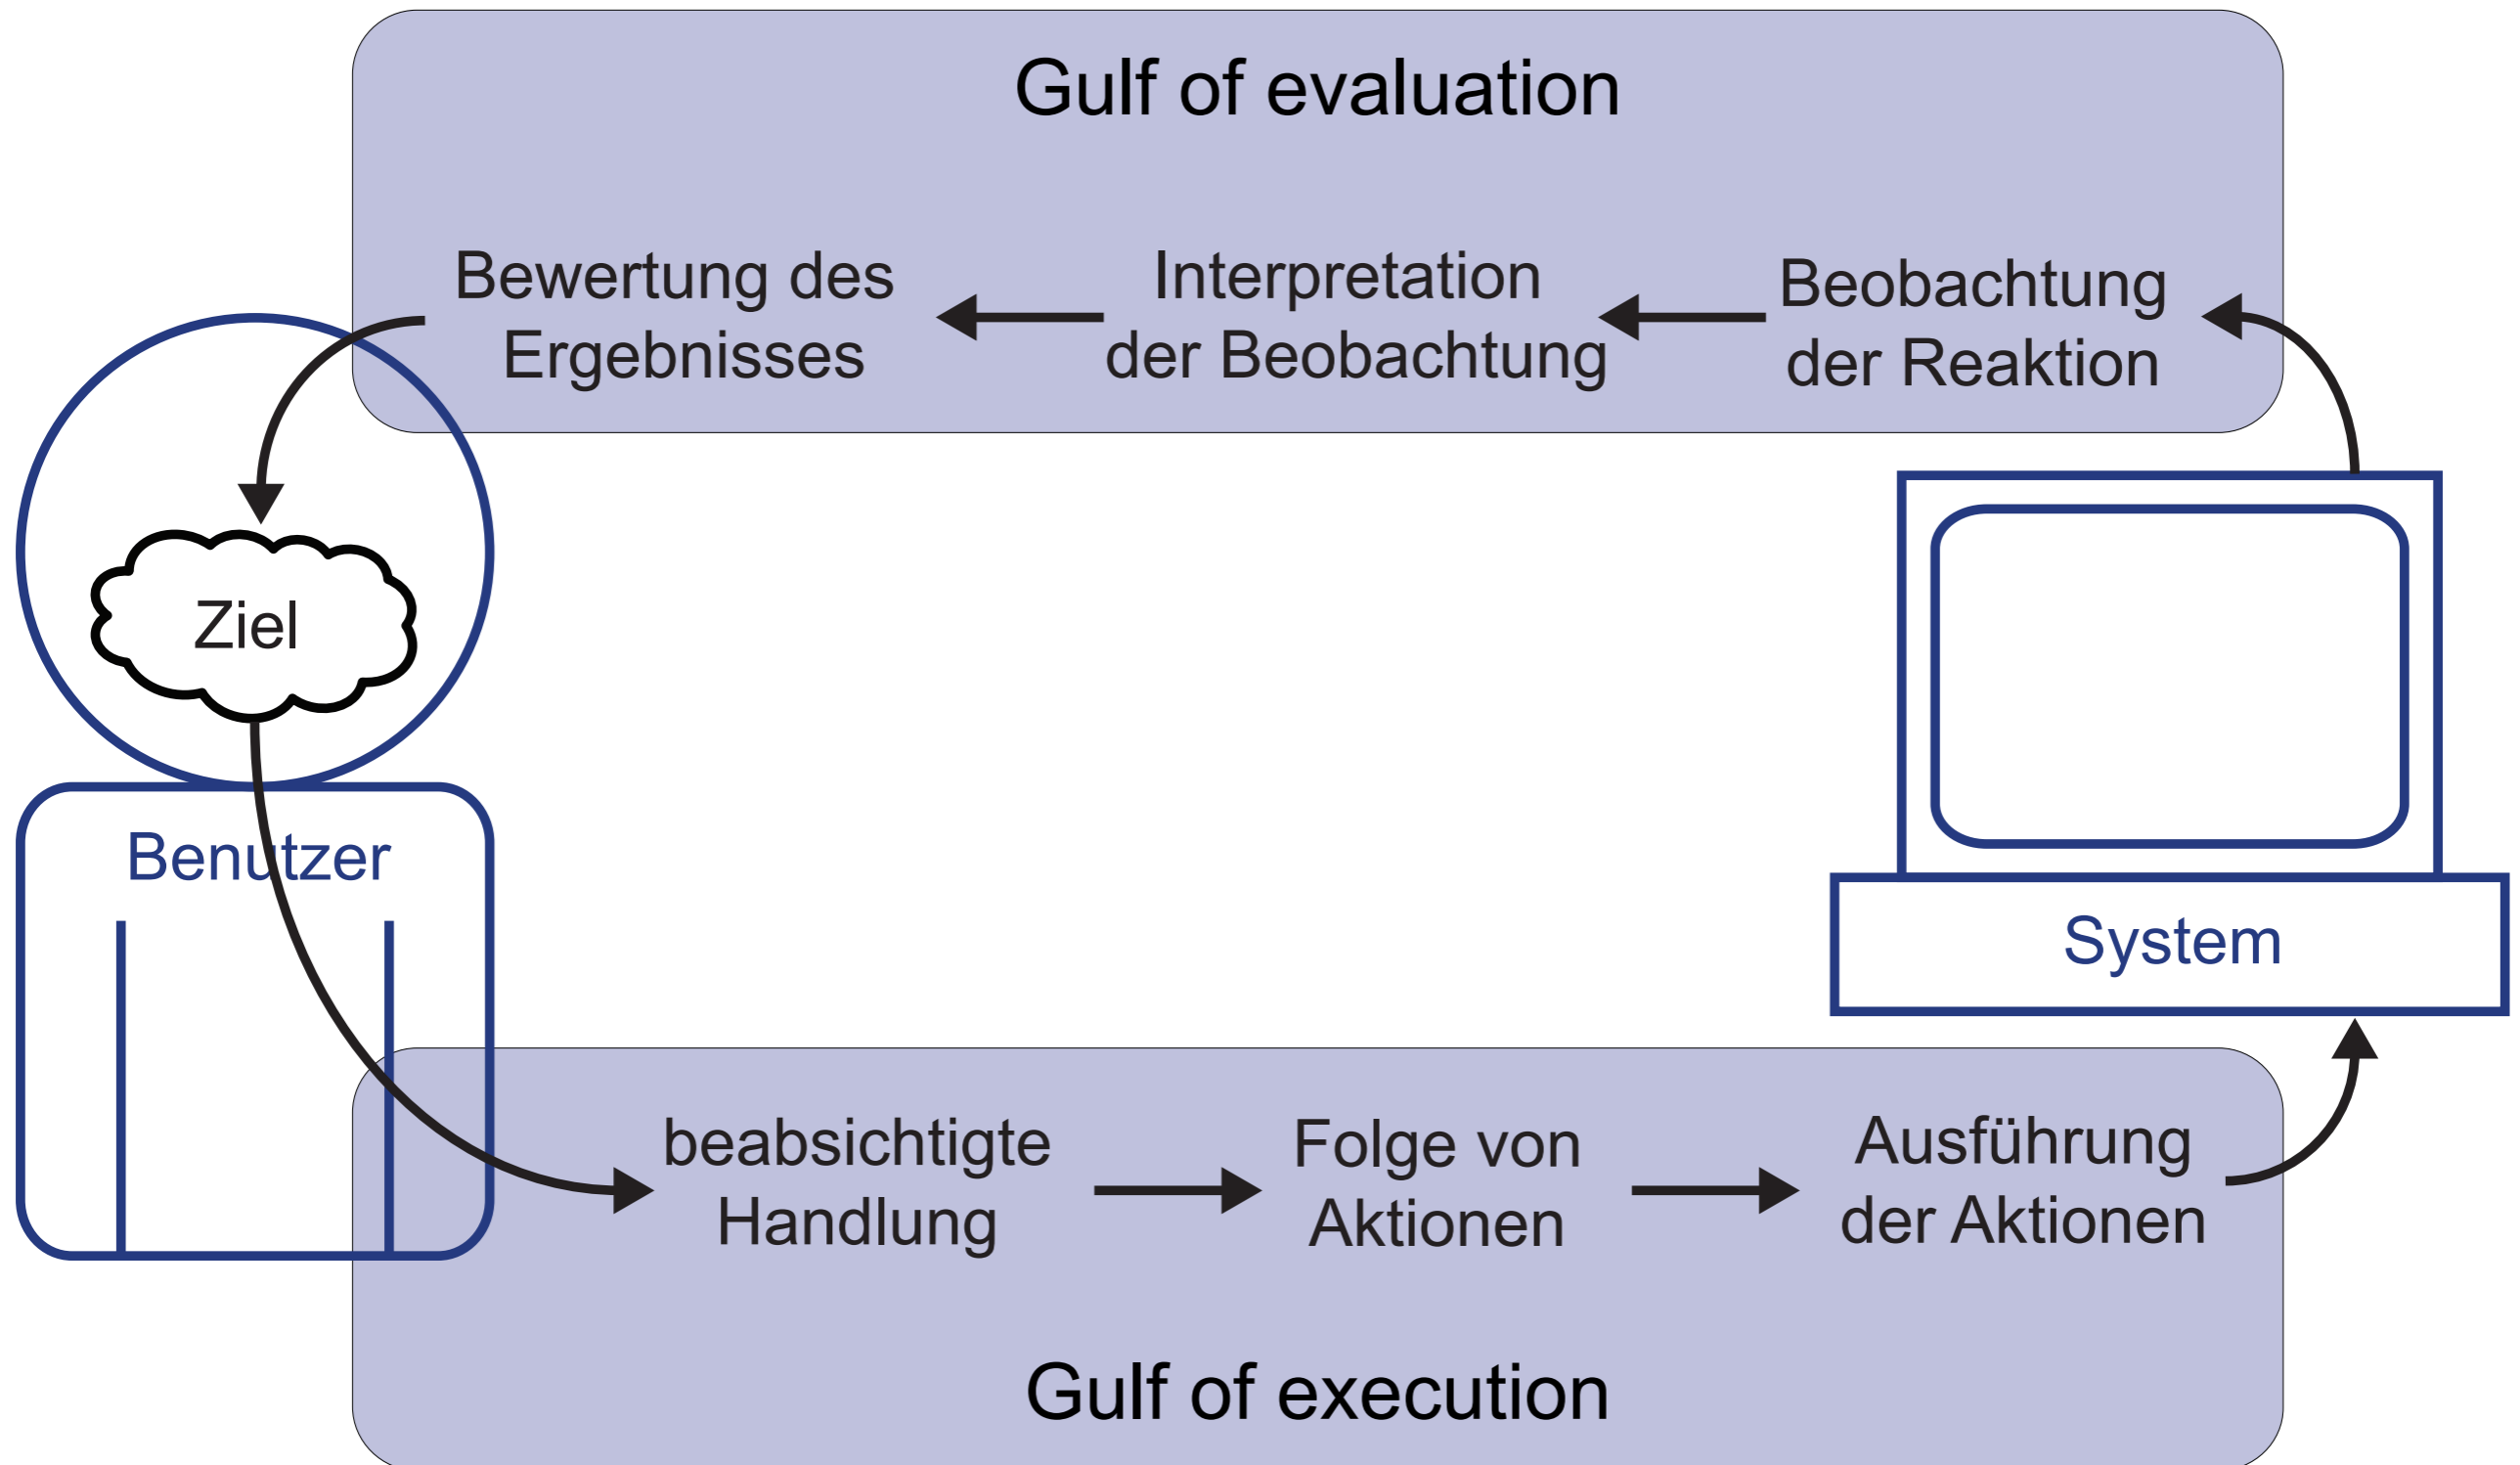 Gulf of evaluation
Bewertung des
Ergebnisses
Interpretation
der Beobachtung
Beobachtung
der Reaktion
Ziel
Benutzer
System
beabsichtigte
Handlung
Folge von
Aktionen
Ausführung
der Aktionen
Gulf of execution